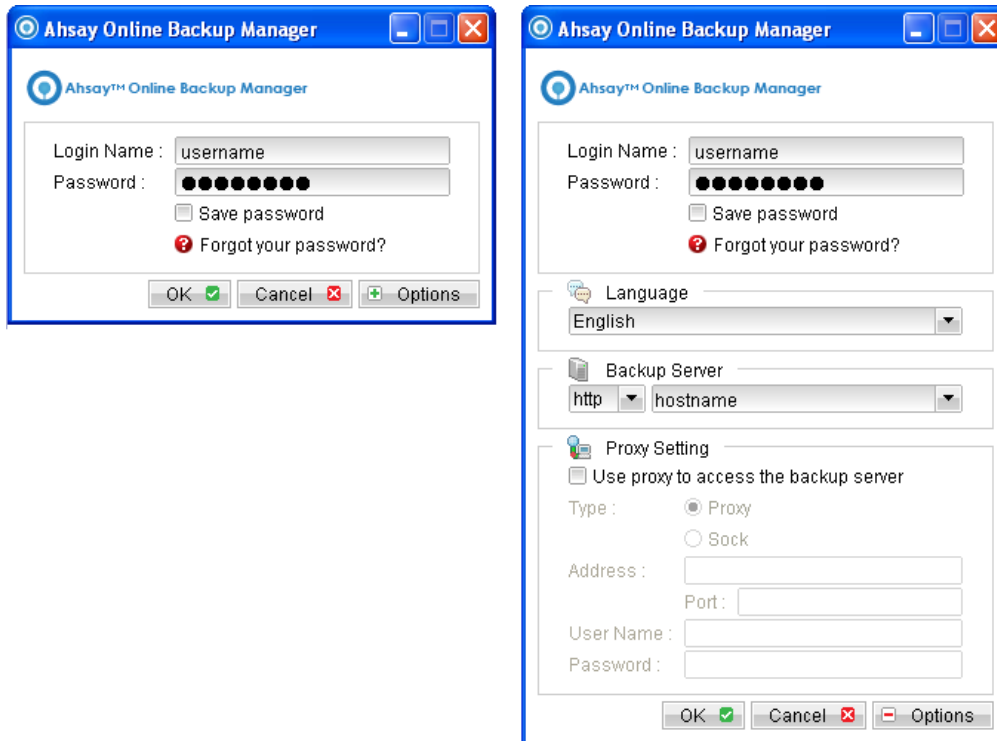 Ahsay Online Backup Manager
Ahsay™ Online Backup Manager
Login Name : username
Password :
Save password
Forgot your password?
OK Cancel Options
Ahsay Online Backup Manager
Ahsay™ Online Backup Manager
Login Name : username
Password :
Save password
Forgot your password?
Language
English
Backup Server
http hostname
Proxy Setting
Use proxy to access the backup server
Type : Proxy
Sock
Address :
Port :
User Name :
Password :
OK Cancel Options